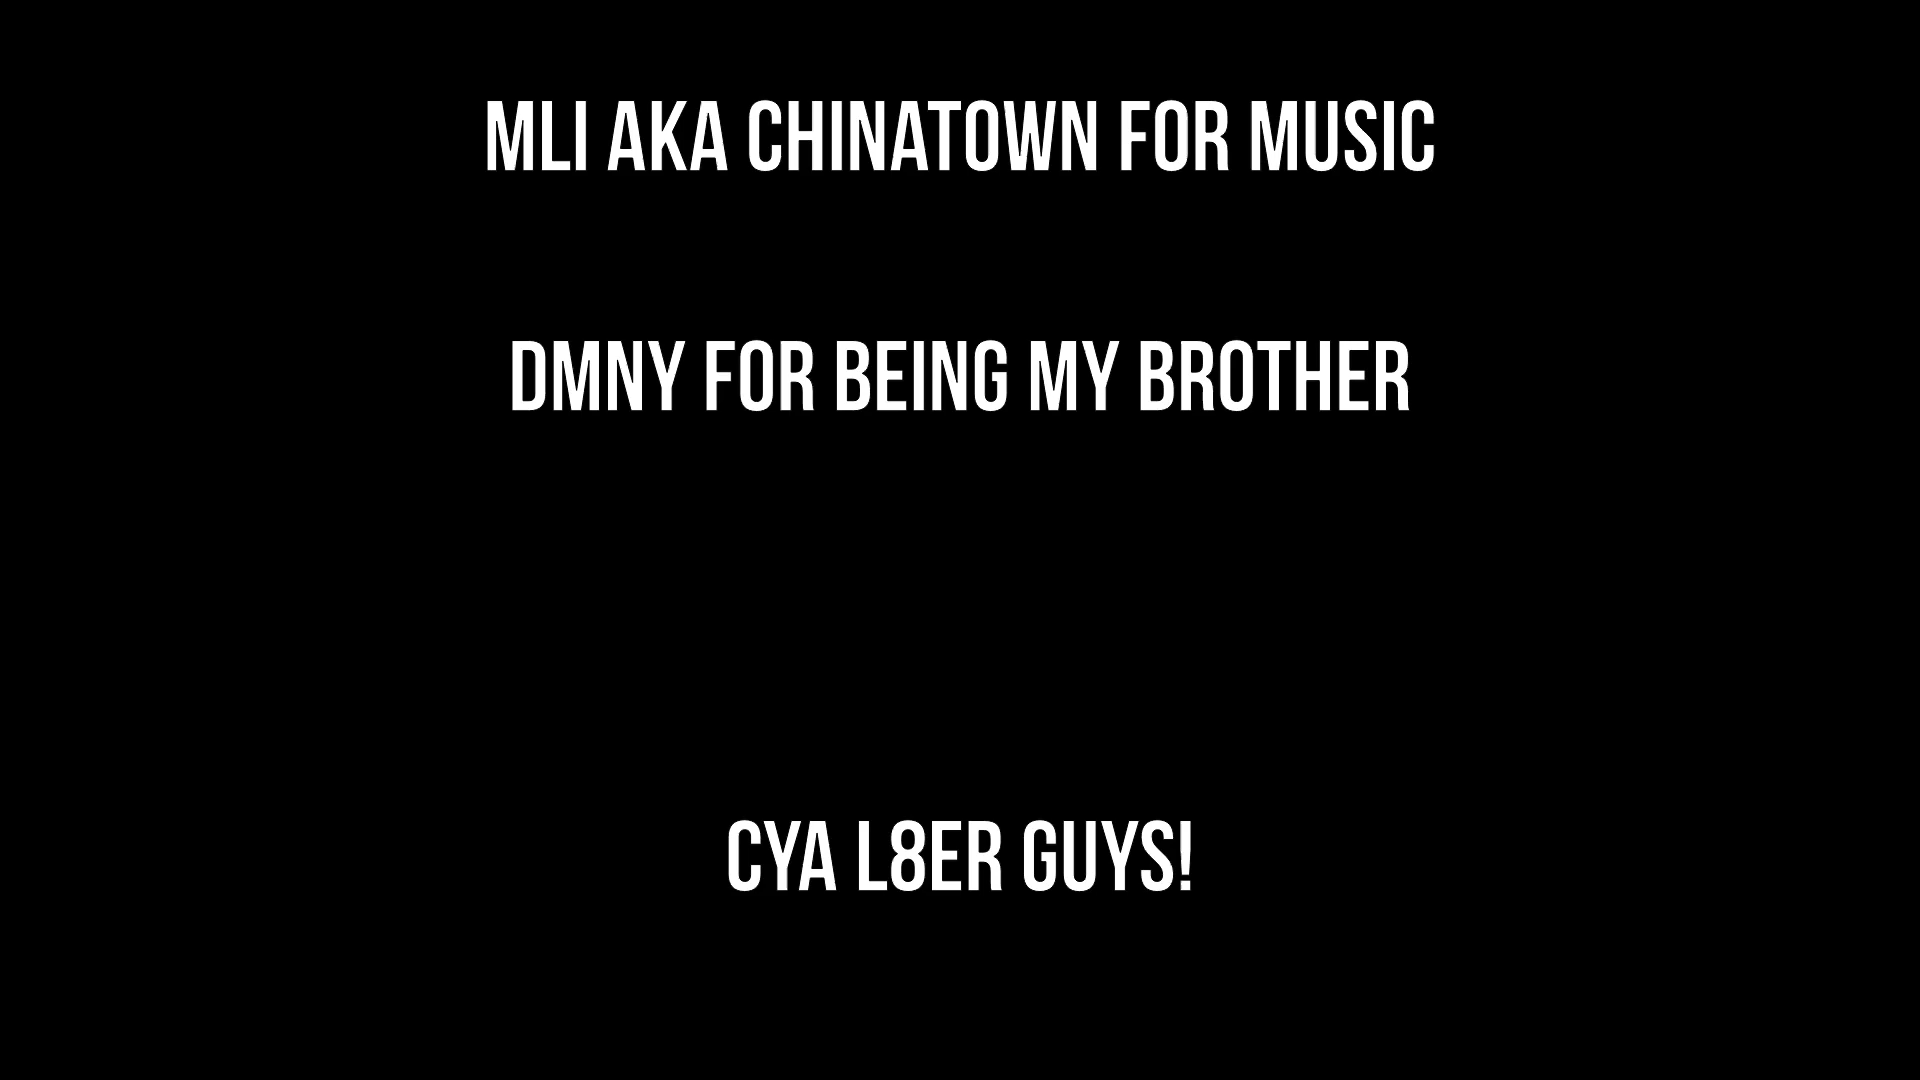 MLI AKA CHINATOWN FOR MUSIC
DMNY FOR BEING MY BROTHER
CYA L8ER GUYS!